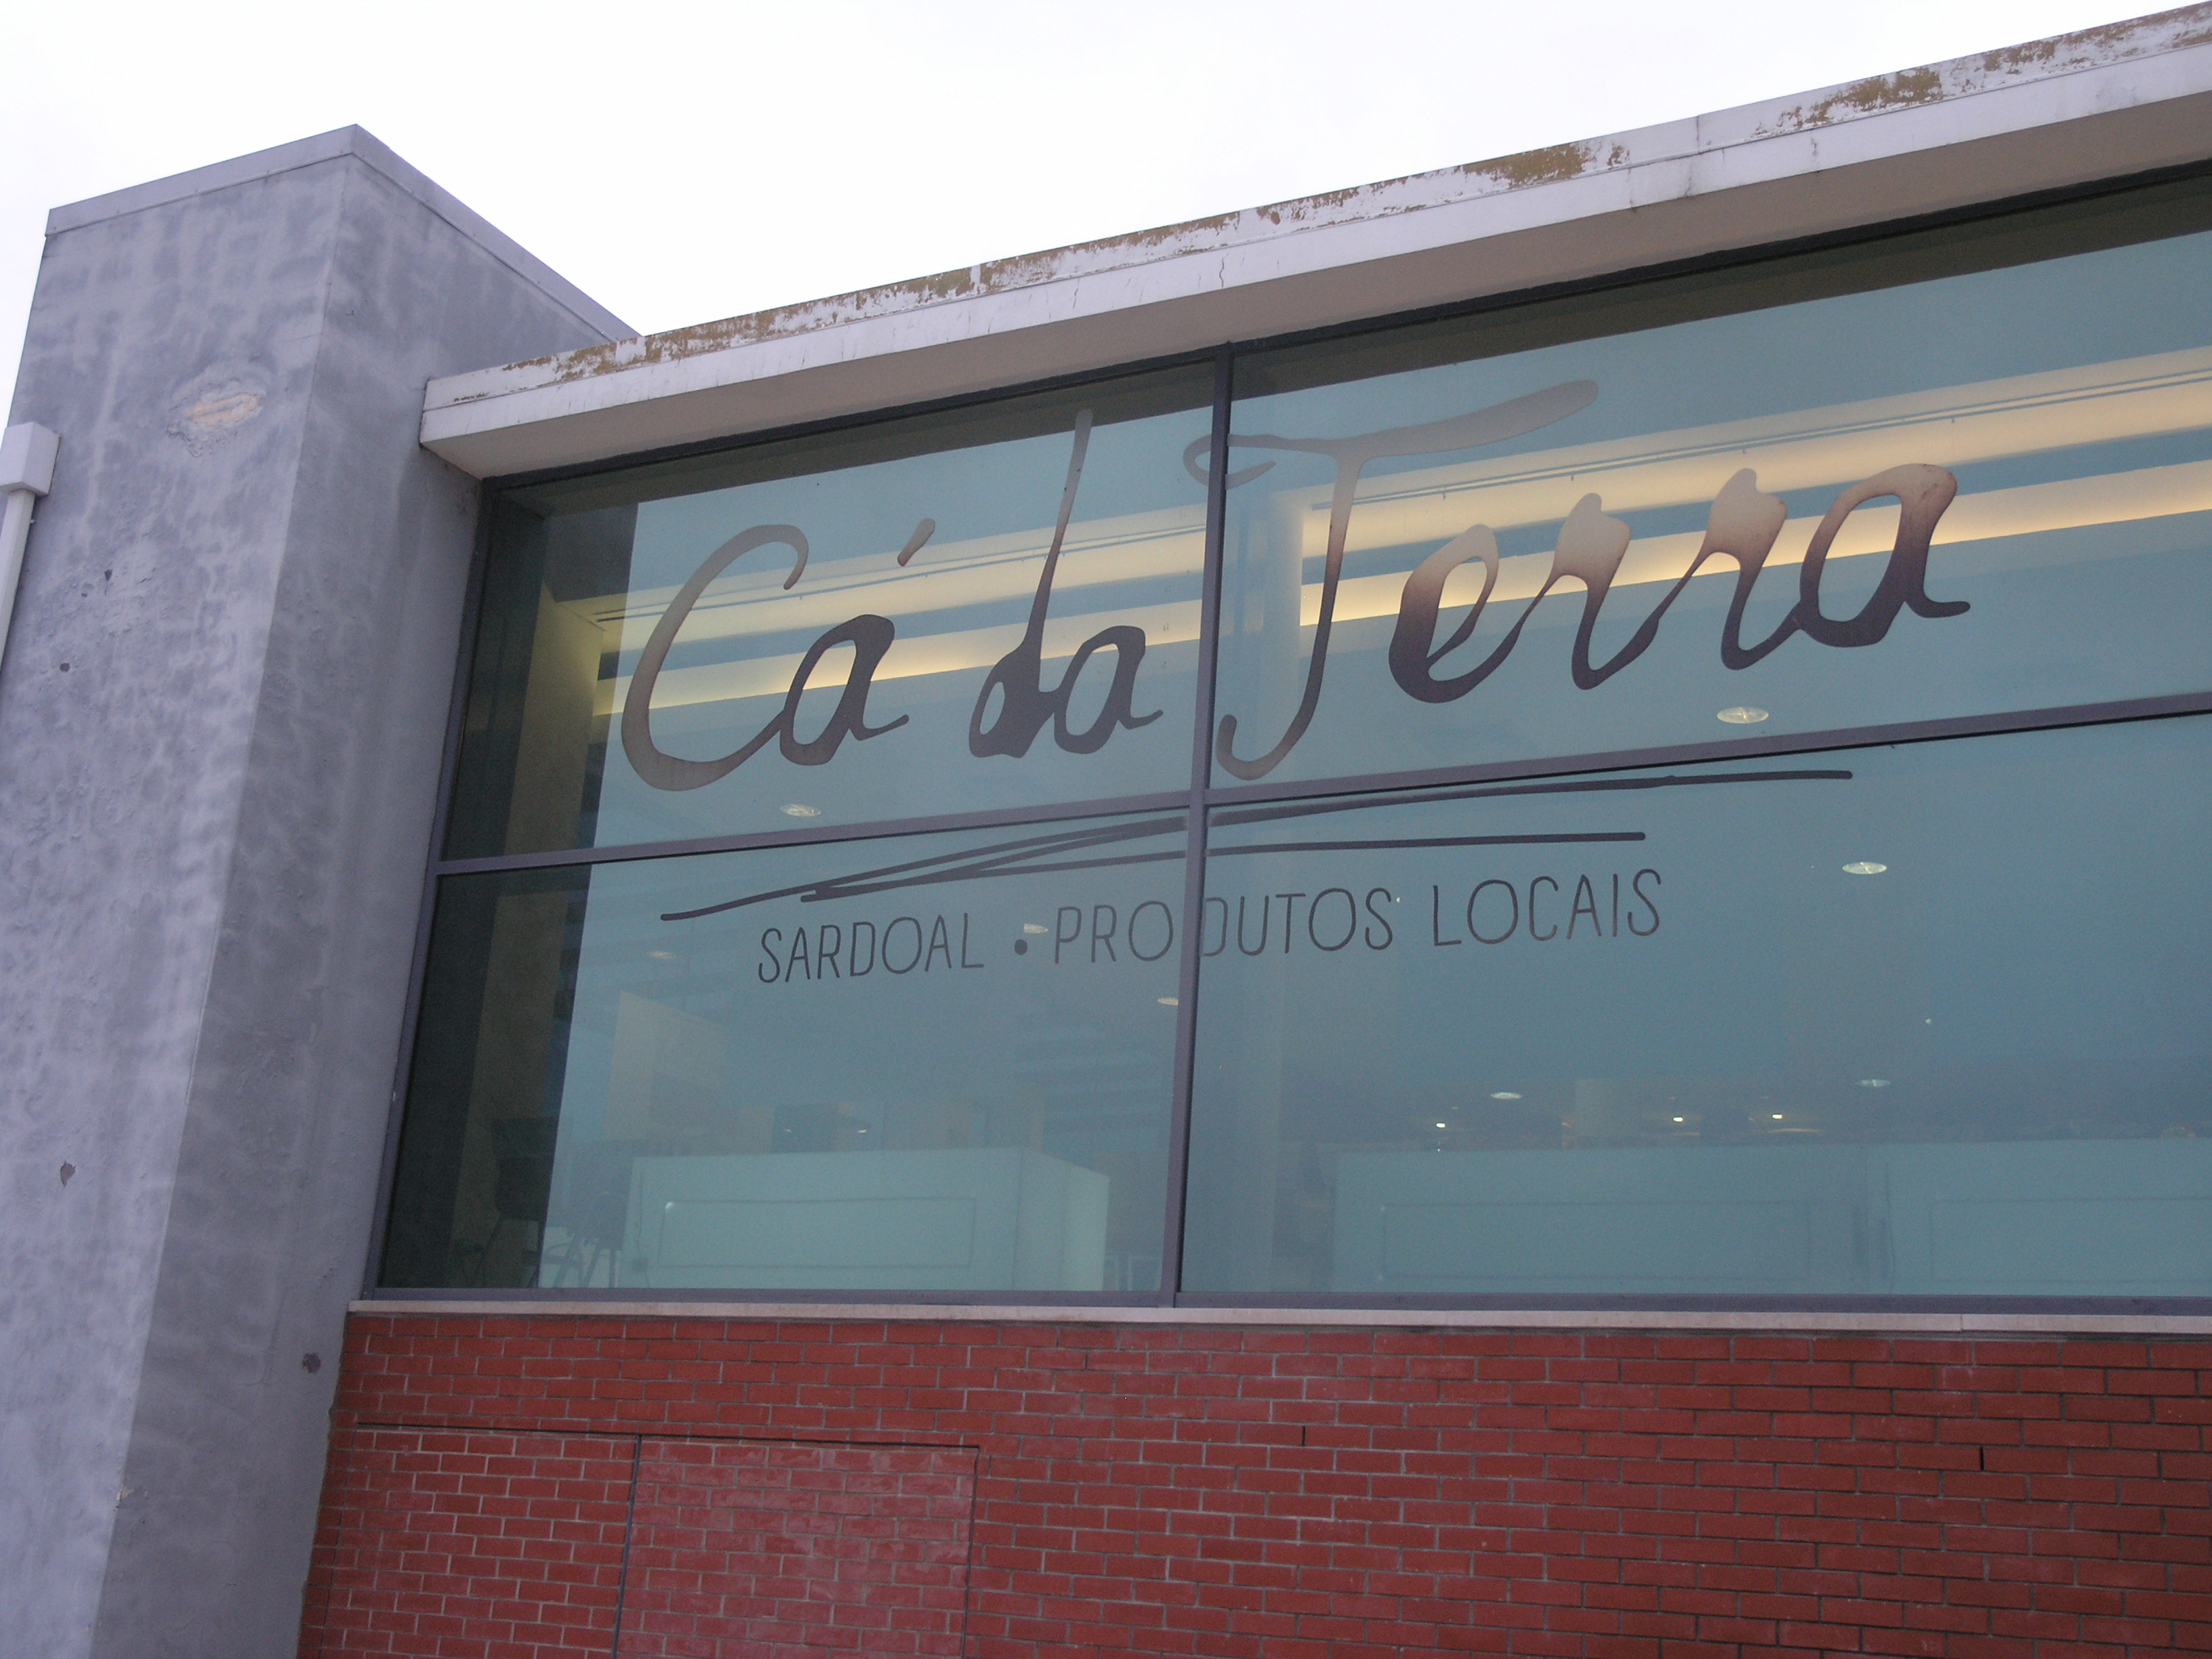 Cá da Terra
SARDOAL • PRODUTOS LOCAIS